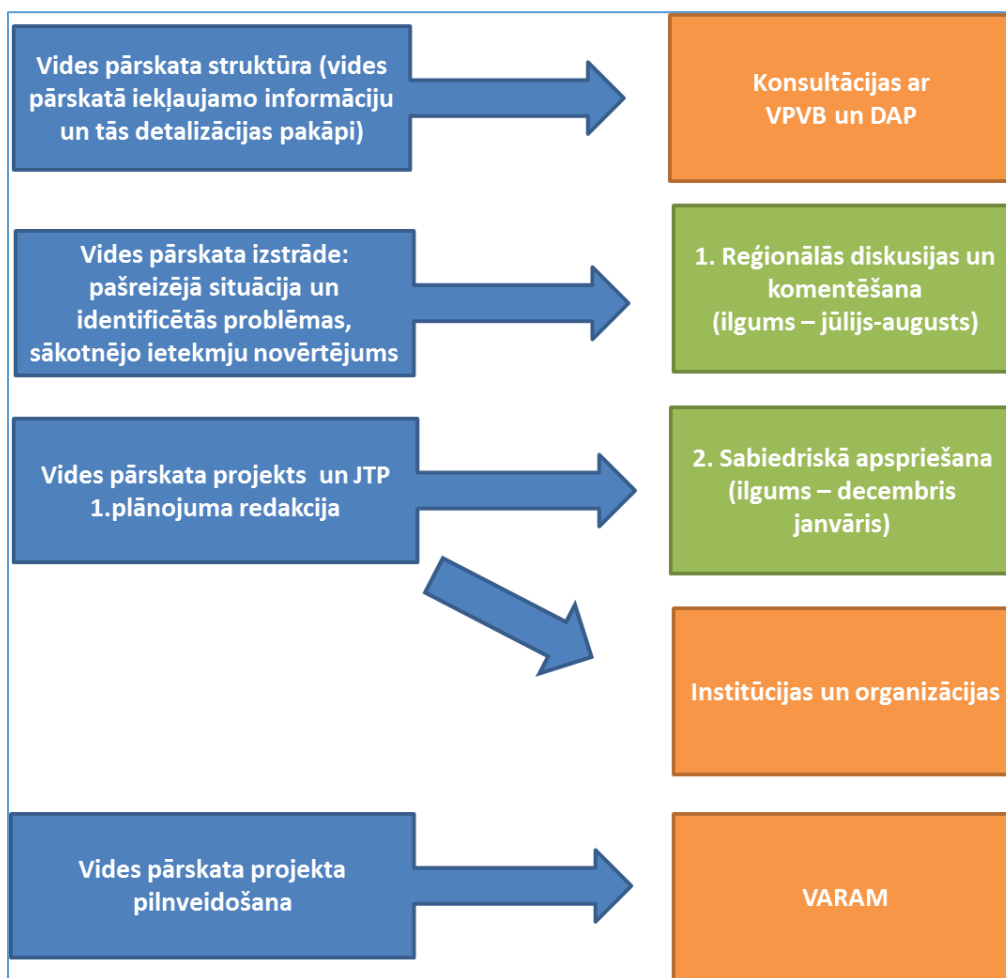 Vides pārskata struktūra (vides
pārskatā iekļaujamo informāciju
un tās detalizācijas pakāpi)
Konsultācijas ar
VPVB un DAP
Vides pārskata izstrāde:
pašreizējā situācija un
identificētās problēmas,
sākotnējo ietekmju novērtējums
1. Reģionālās diskusijas un
komentēšana
(ilgums – jūlijs-augusts)
Vides pārskata projekts un JTP
1.plānojuma redakcija
2. Sabiedriskā apspriešana
(ilgums – decembris
janvāris)
Institūcijas un organizācijas
Vides pārskata projekta
pilnveidošana
VARAM